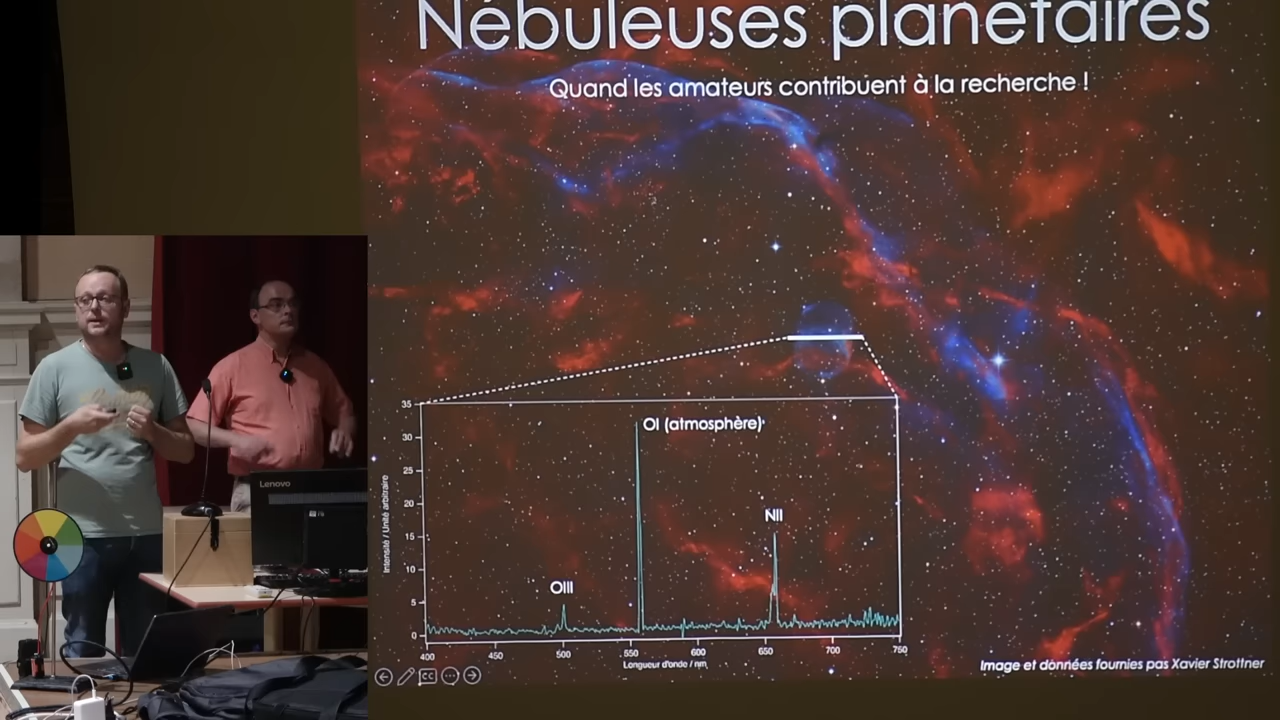 Nébuleuses planétaires
Quand les amateurs contribuent à la recherche !
OI (atmosphère)
NII
OIII
Intensité / Unité arbitraire
35
30
25
20
15
10
5
0
400
450
500
550
600
650
700
750
Longueur d'onde / nm
Image et données fournies pas Xavier Strottner
CC
Lenovo